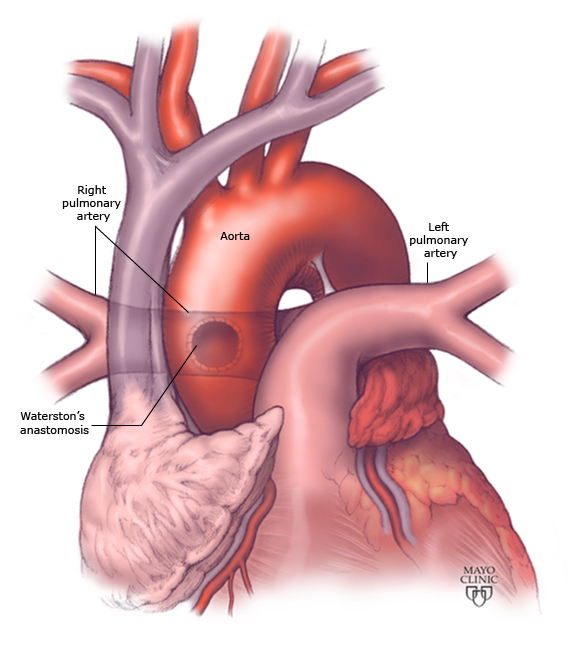 Right
pulmonary
artery
Aorta
Left
pulmonary
artery
Waterston's
anastomosis
MAYO
CLINIC